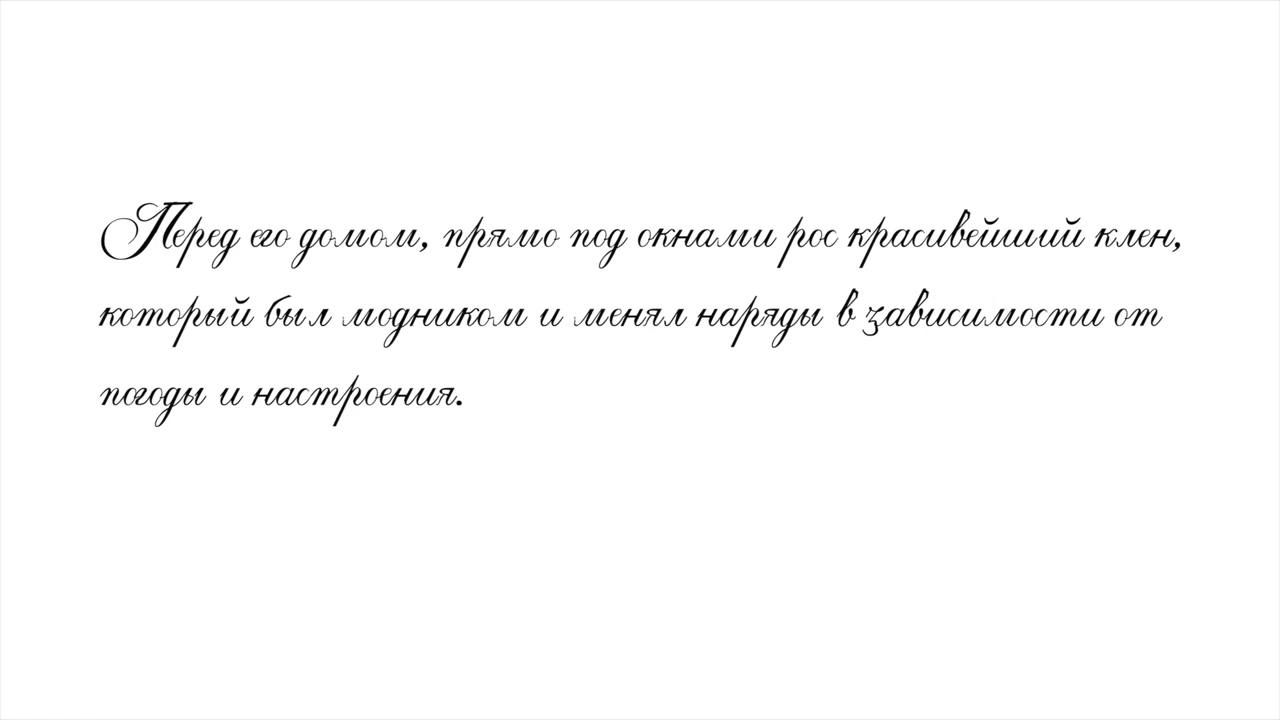 Перед его домом, прямо под окнами рос красивейший клен,
который был модником и менял наряды в зависимости от
погоды и настроения.